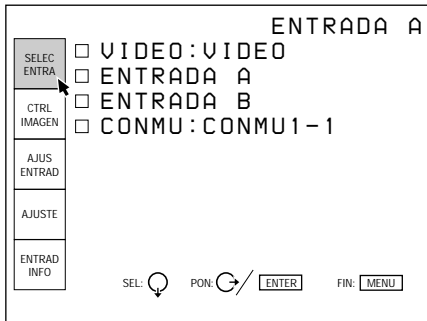 ENTRADA A
SELEC
ENTRA
CTRL
IMAGEN
AJUS
ENTRAD
AJUSTE
ENTRAD
INFO
VIDEO:VIDEO
ENTRADA A
ENTRADA B
CONMU:CONMU1-1
SEL: PON: / ENTER FIN: MENU